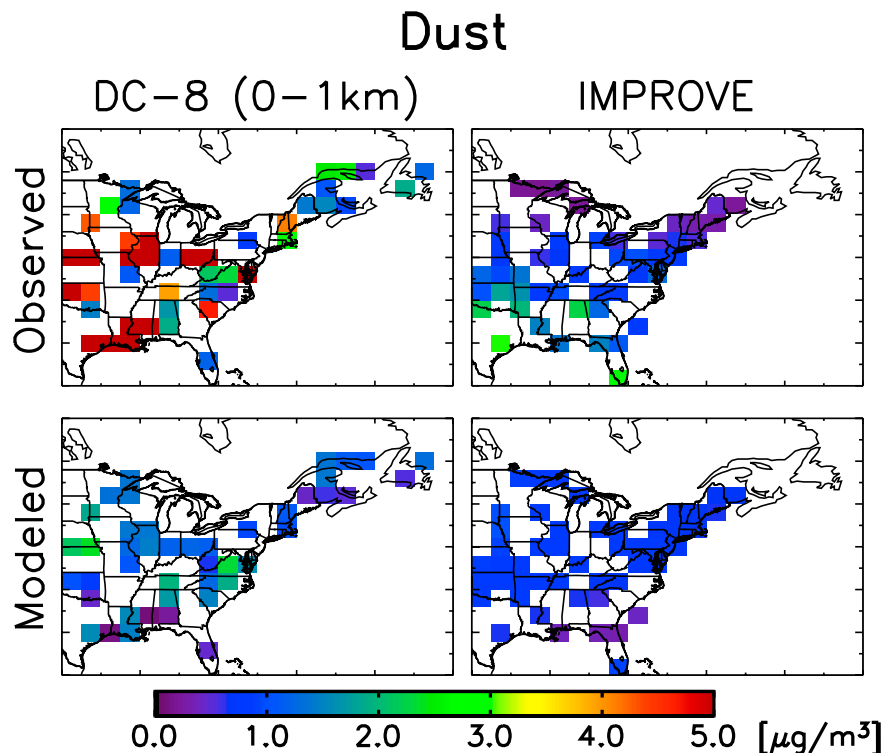 Dust
DC-8 (0-1km)
IMPROVE
Observed
Modeled
0.0 1.0 2.0 3.0 4.0 5.0 [μg/m³]